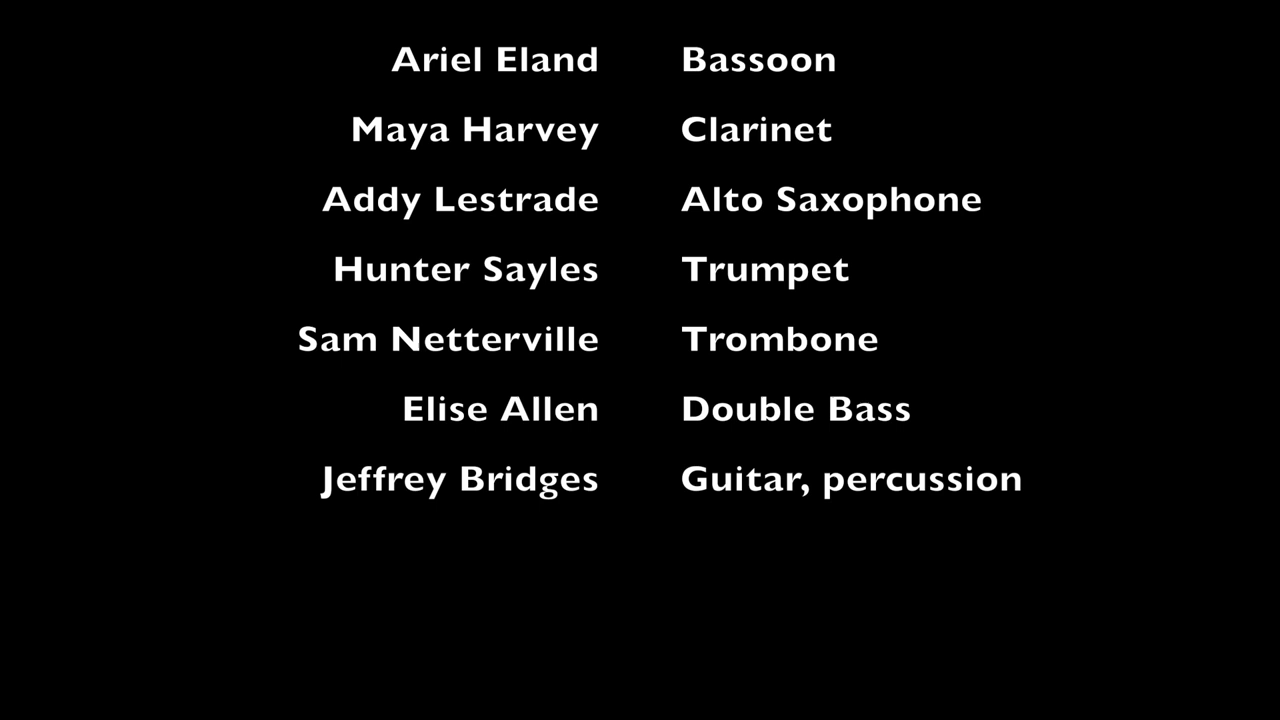 Ariel Eland Bassoon
Maya Harvey Clarinet
Addy Lestrade Alto Saxophone
Hunter Sayles Trumpet
Sam Netterville Trombone
Elise Allen Double Bass
Jeffrey Bridges Guitar, percussion